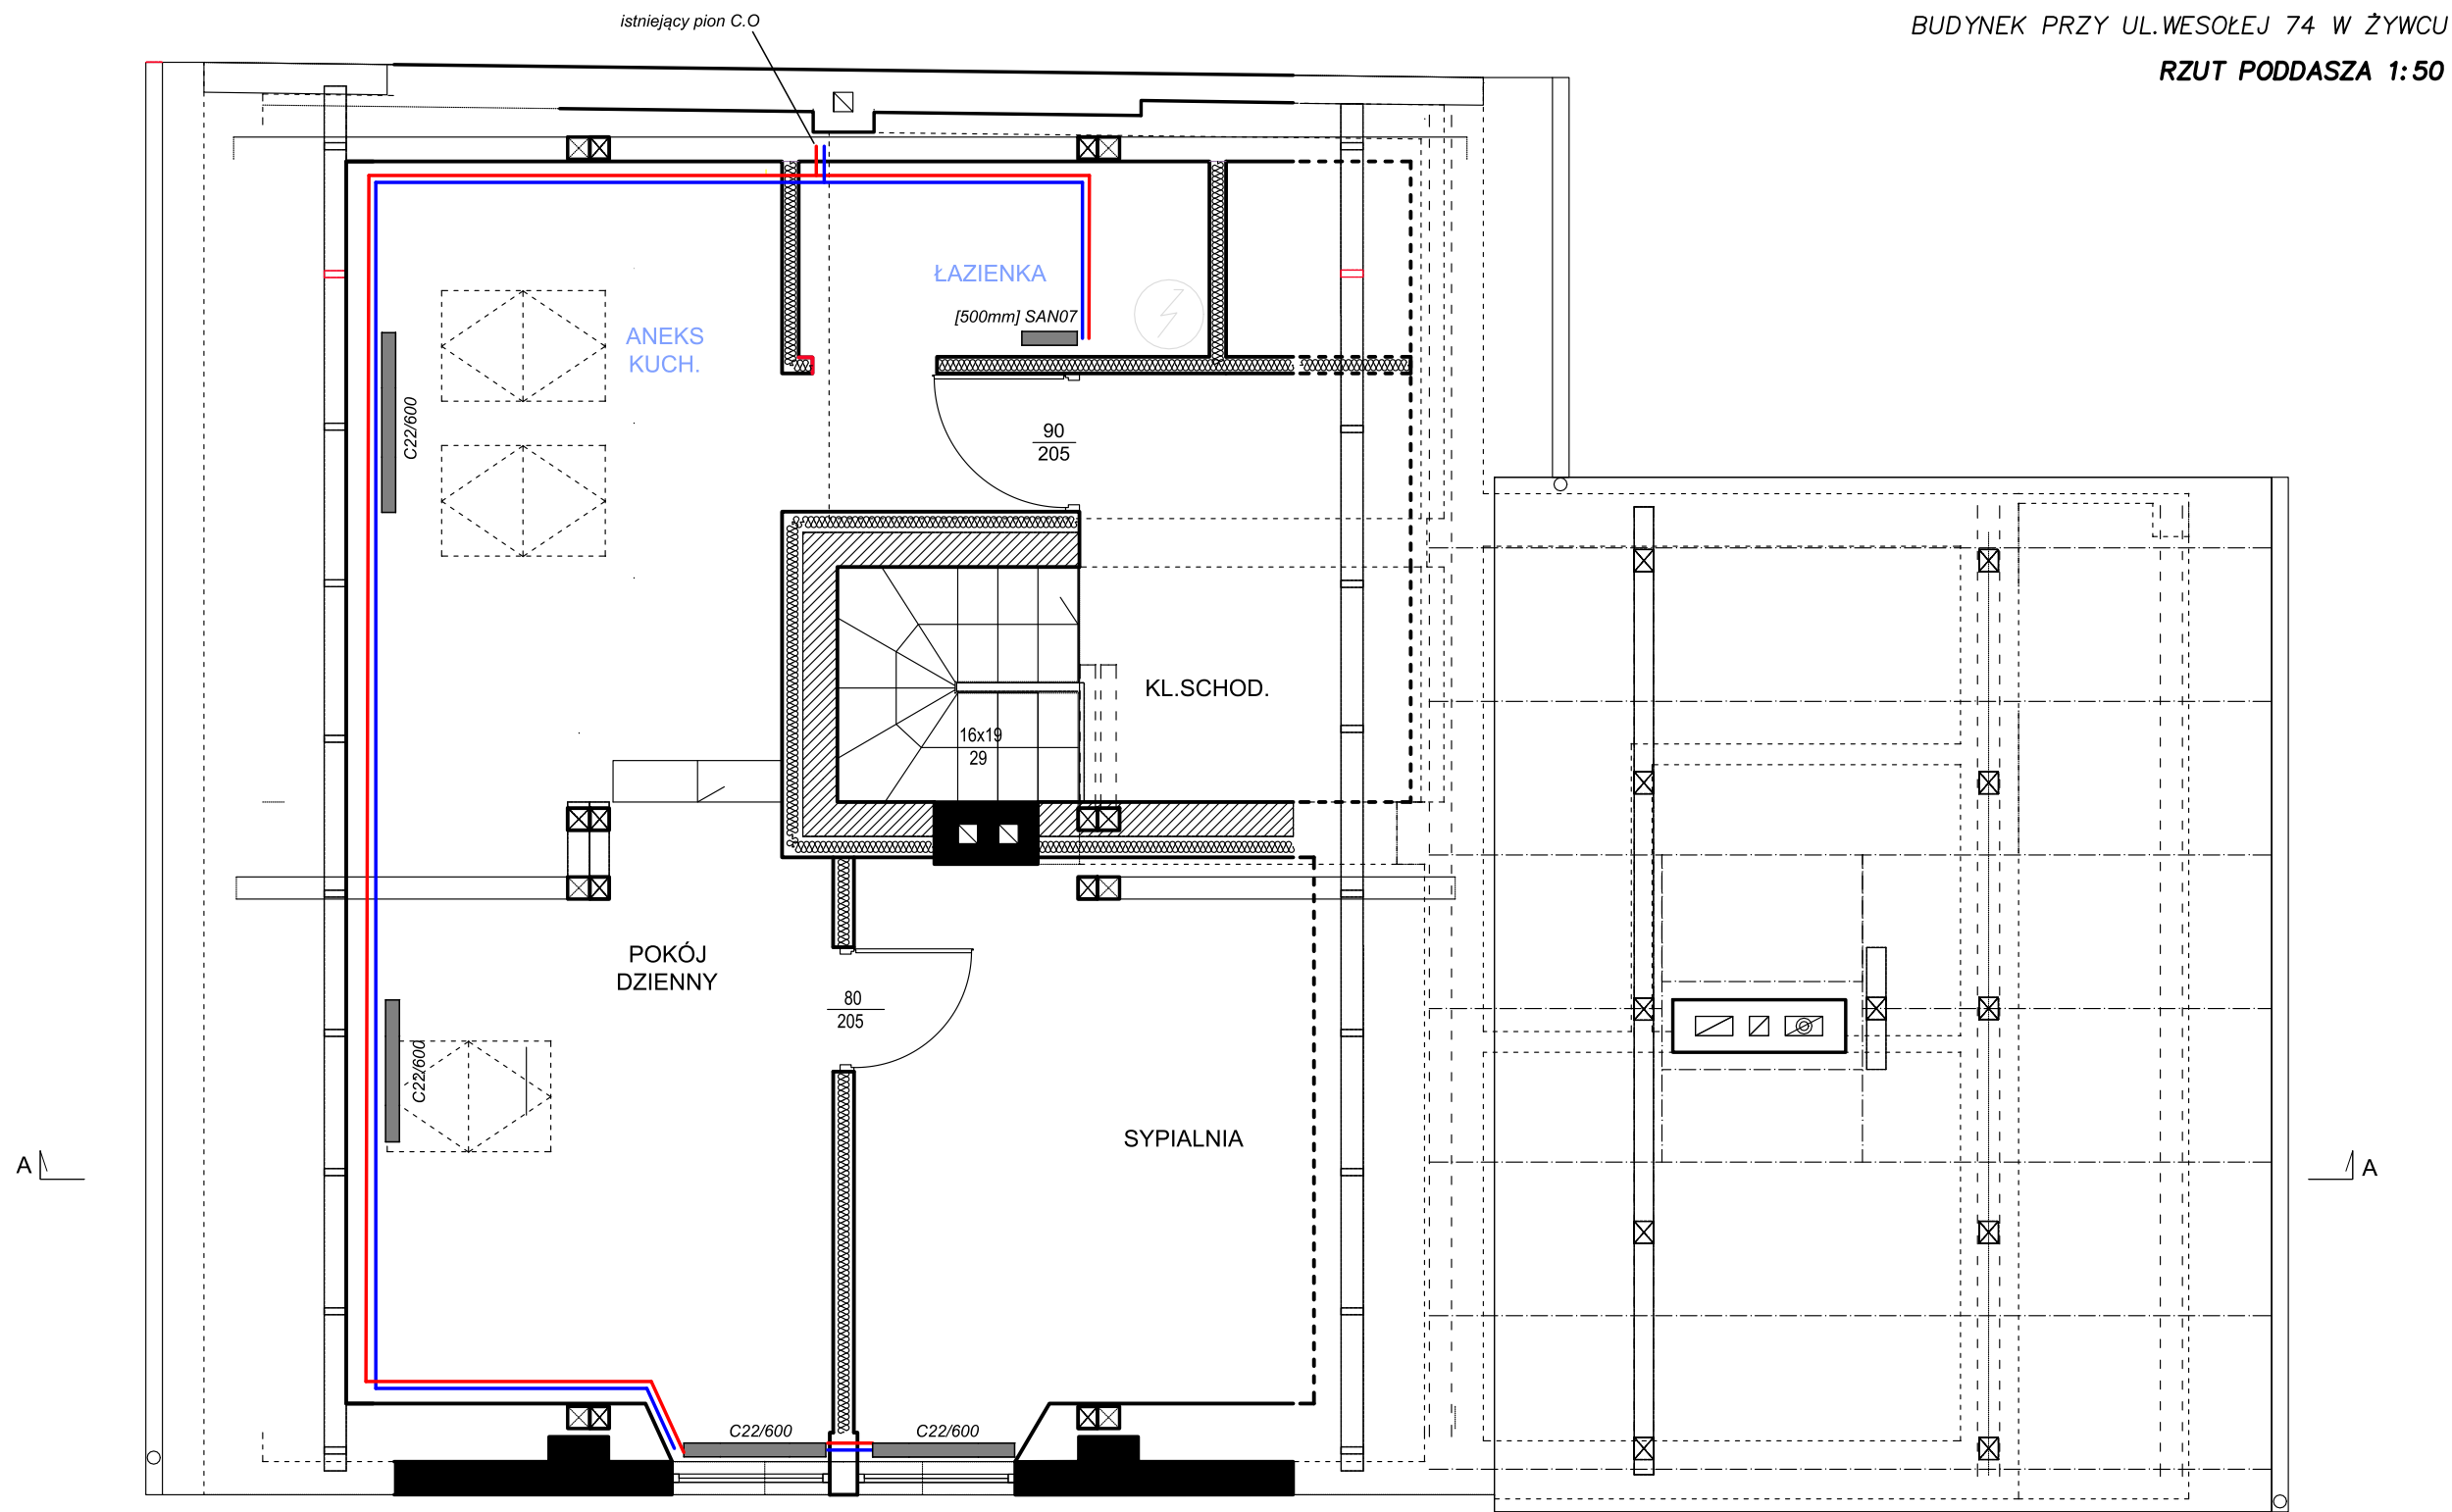 istniejący pion C.O
BUDYNEK PRZY UL.WESOŁEJ 74 W ŻYWCU
RZUT PODDASZA 1:50
ŁAZIENKA
[500mm] SAN07
ANEKS
KUCH.
C22/600
90
205
KL.SCHOD.
16x19
29
POKÓJ
DZIENNY
80
205
C22/600
SYPIALNIA
A
A
C22/600
C22/600